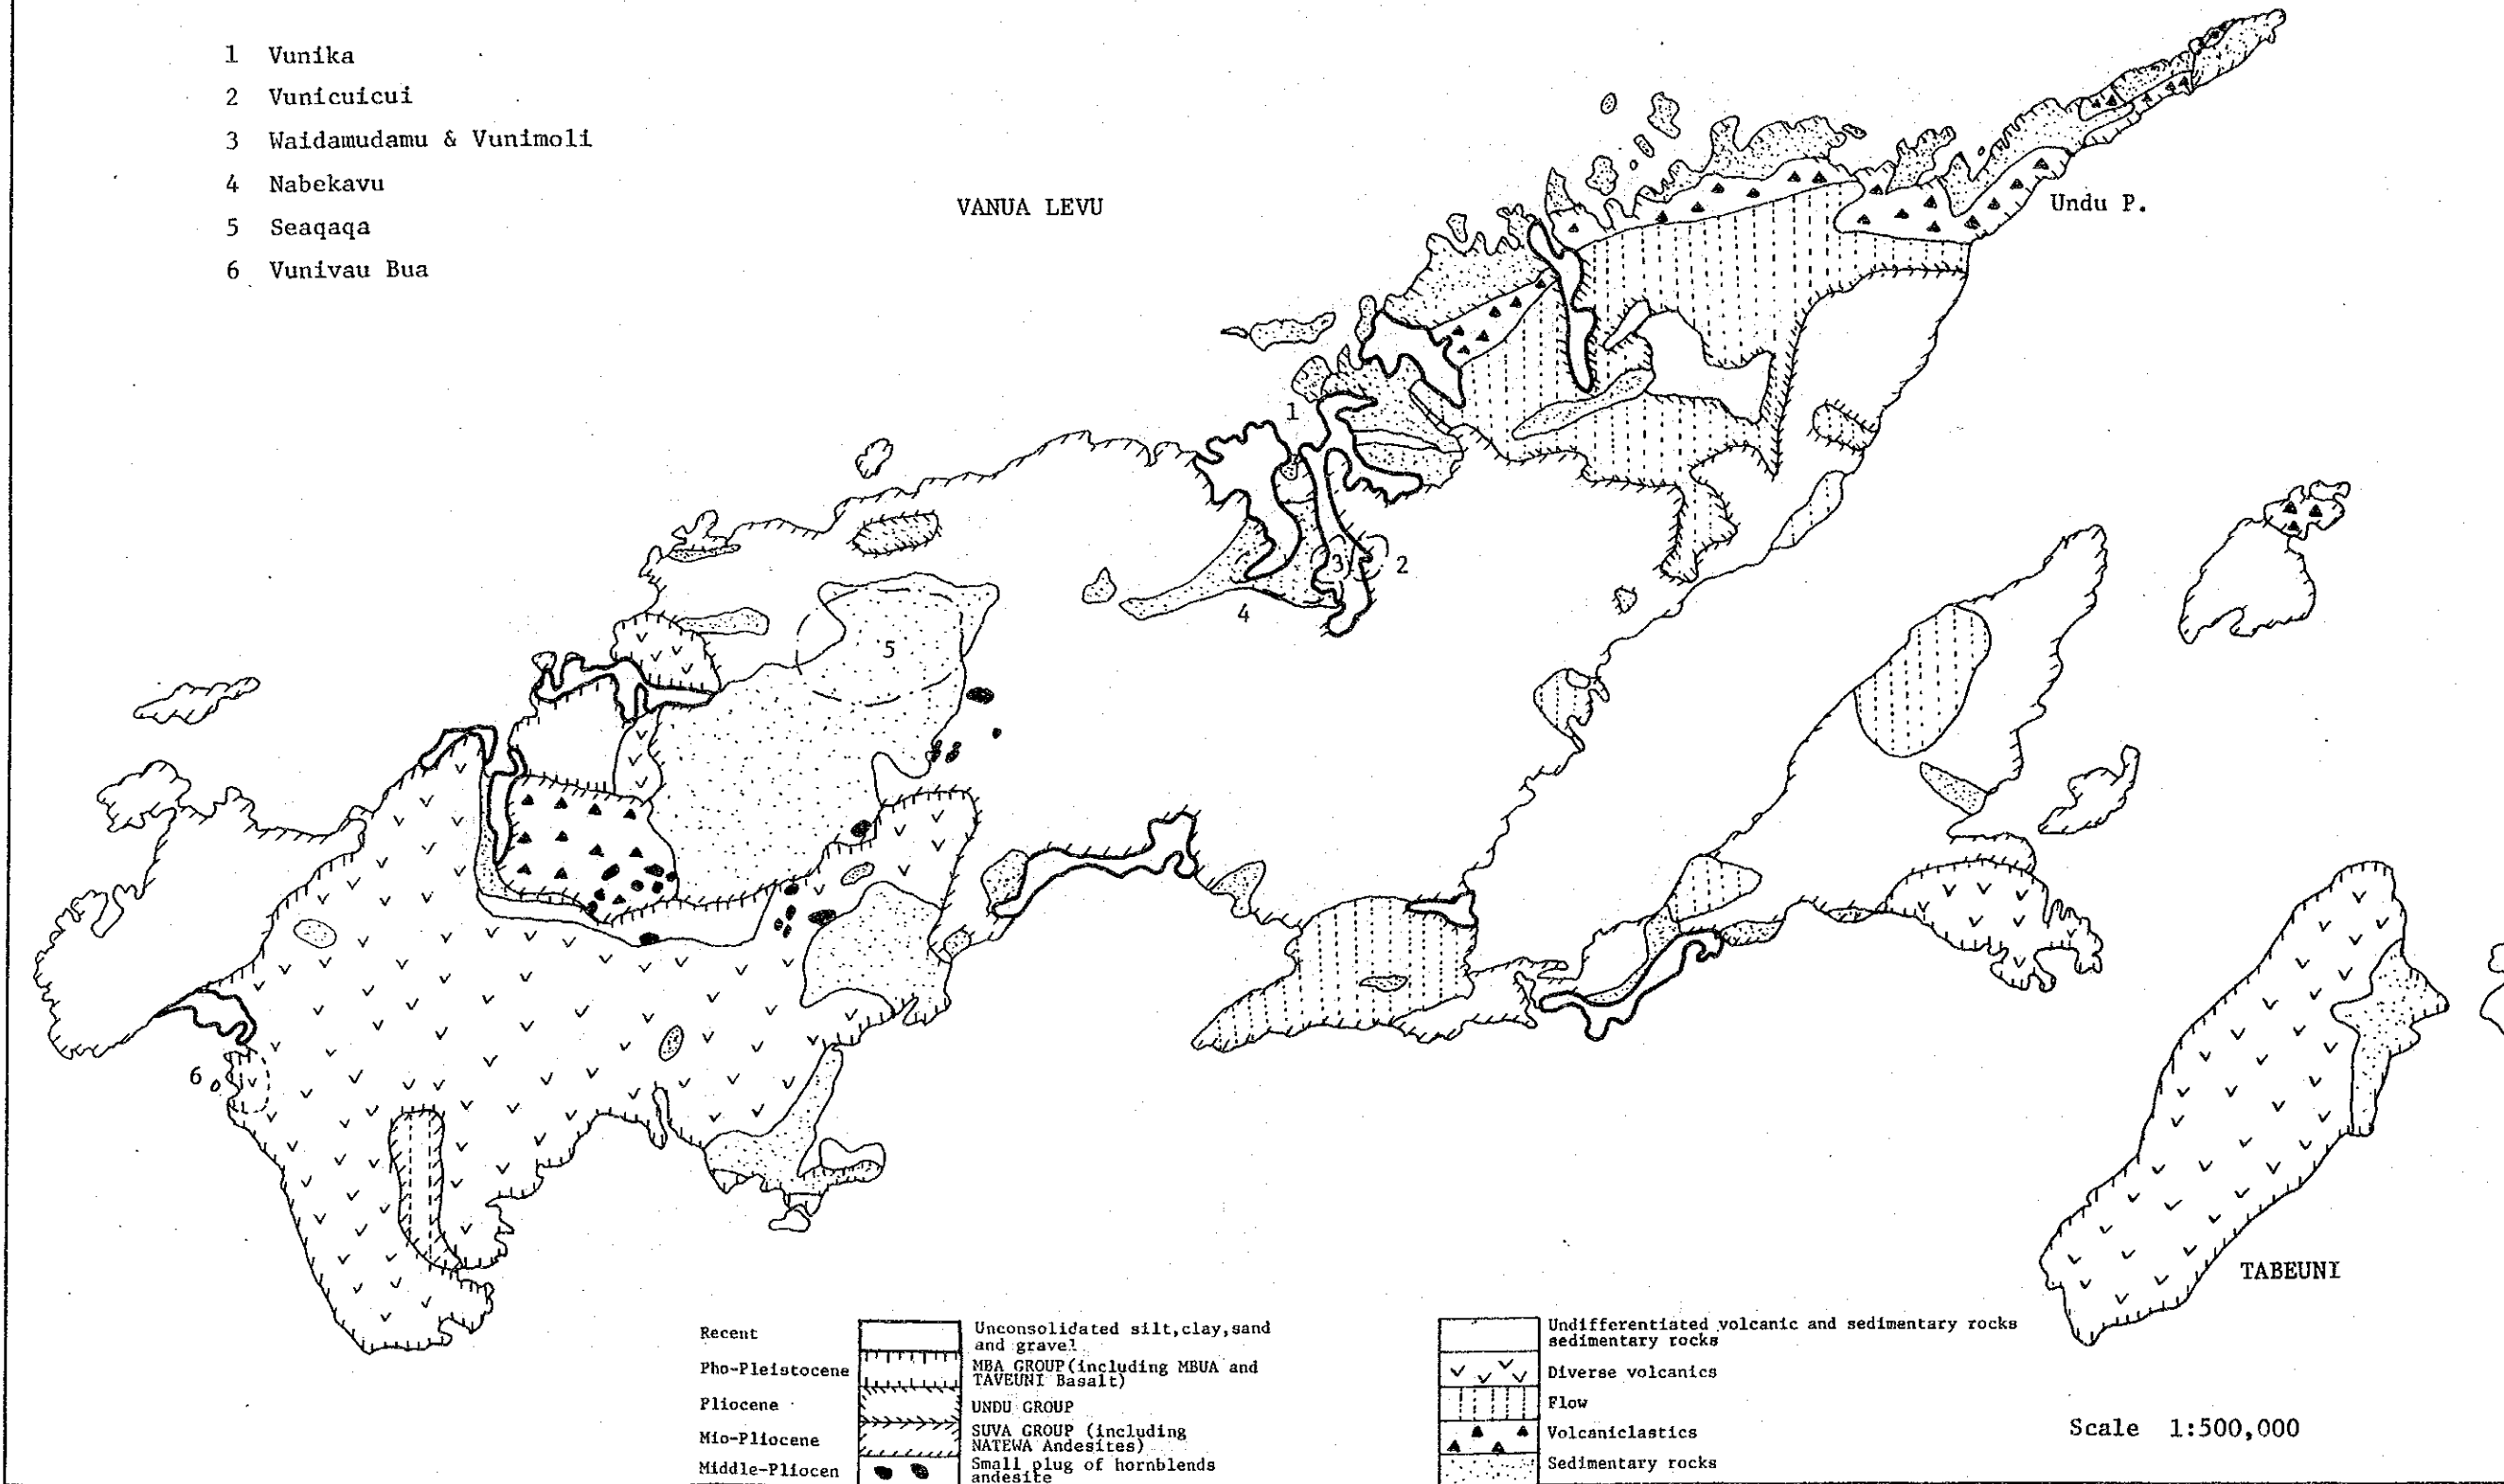 1 Vunika
2 Vunicuicui
3 Waidamudamu & Vunimoli
4 Nabekavu
5 Seaqaqa
6 Vunivau Bua
VANUA LEVU
Undu P.
1
2
3
4
5
6
TABEUNI
Recent
Unconsolidated silt,clay,sand
and gravel
Pho-Pleistocene
MBA GROUP(including MBUA and
TAVEUNI Basalt)
Pliocene
UNDU GROUP
Mio-Pliocene
SUVA GROUP (including
NATEWA Andesites)
Middle-Pliocen
Small plug of hornblends
andesite
Undifferentiated volcanic and sedimentary rocks
sedimentary rocks
Diverse volcanics
Flow
Volcaniclastics
Sedimentary rocks
Scale 1:500,000